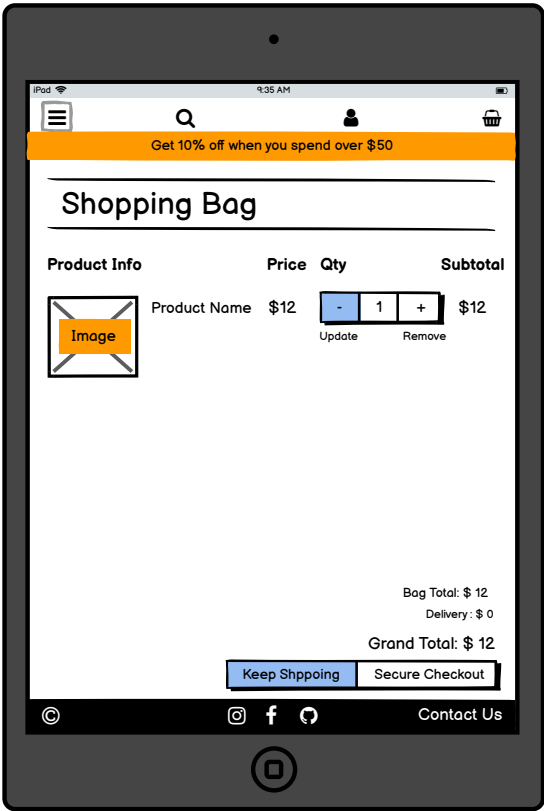 iPad 9:35 AM
Get 10% off when you spend over $50
Shopping Bag
Product Info Price Qty Subtotal
Image Product Name $12 - 1 + $12
Update Remove
Bag Total: $ 12
Delivery : $ 0
Grand Total: $ 12
Keep Shppoing Secure Checkout
© Contact Us